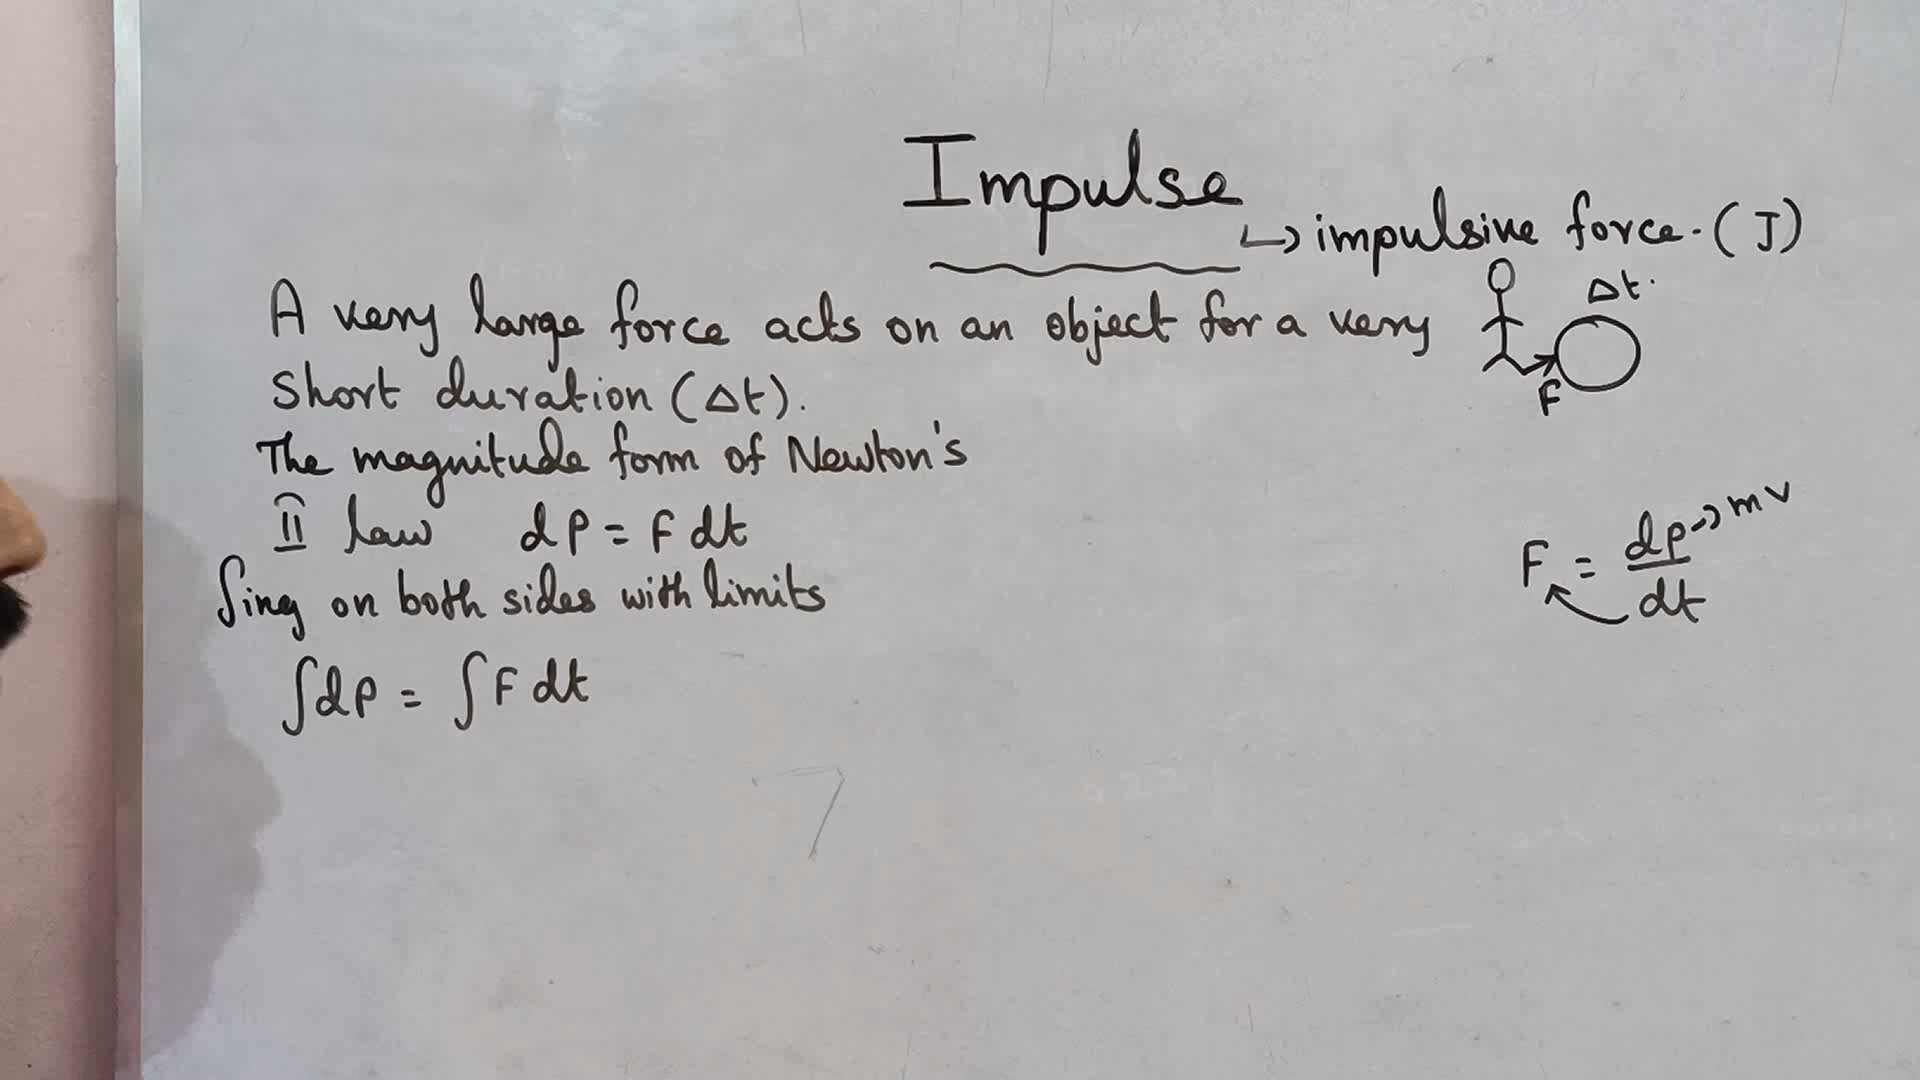 Impulse
↳ impulsive force. (J)
A very large force acts on an object for a very
Δt.
short duration (Δt).
F
The magnitude form of Newton's
II law dP = F dt
F = dp/dt → mv
∫ing on both sides with limits
∫dP = ∫F dt